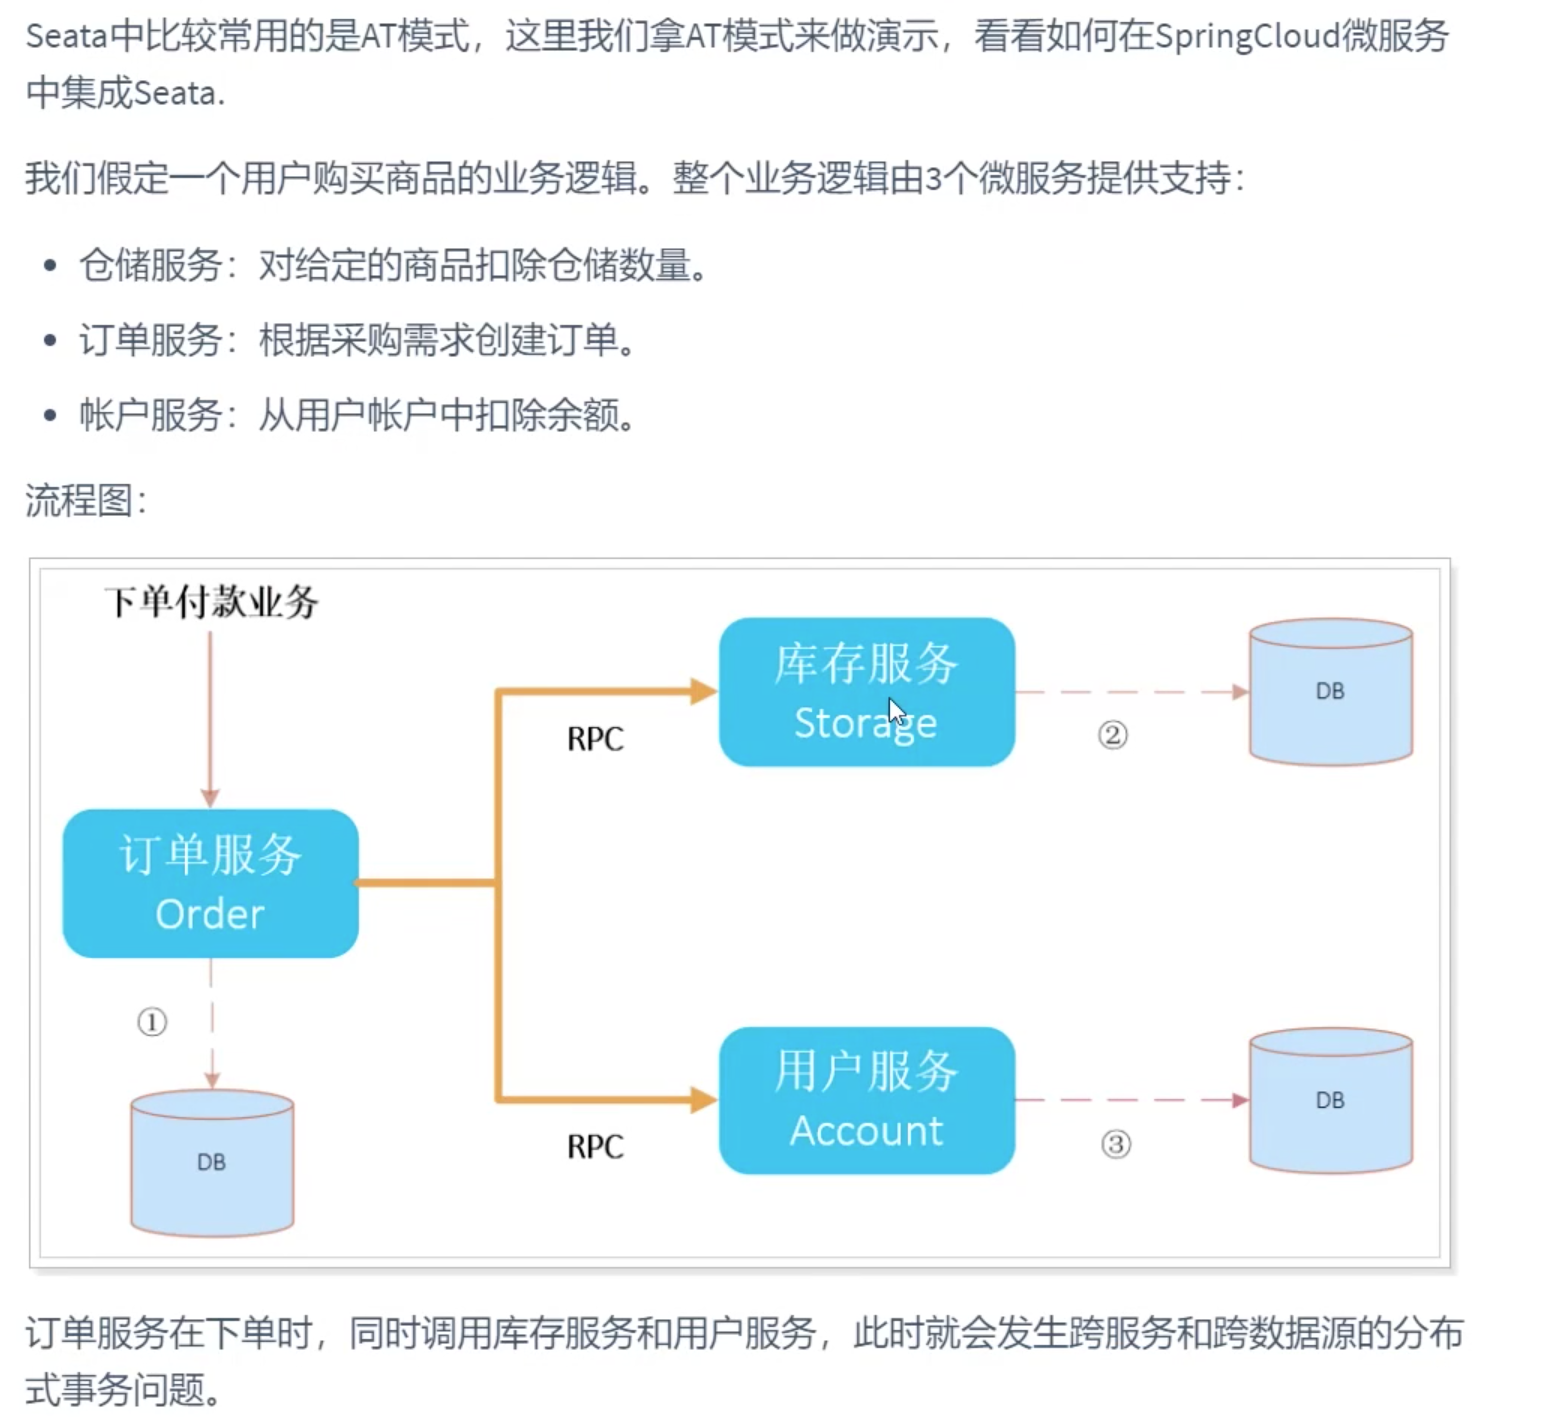 Seata中比较常用的是AT模式，这里我们拿AT模式来做演示，看看如何在SpringCloud微服务
中集成Seata.
我们假定一个用户购买商品的业务逻辑。整个业务逻辑由3个微服务提供支持：
• 仓储服务：对给定的商品扣除仓储数量。
• 订单服务：根据采购需求创建订单。
• 帐户服务：从用户帐户中扣除余额。
流程图：
下单付款业务
库存服务
Storage
DB
RPC
②
订单服务
Order
①
DB
用户服务
Account
DB
RPC
③
订单服务在下单时，同时调用库存服务和用户服务，此时就会发生跨服务和跨数据源的分布
式事务问题。